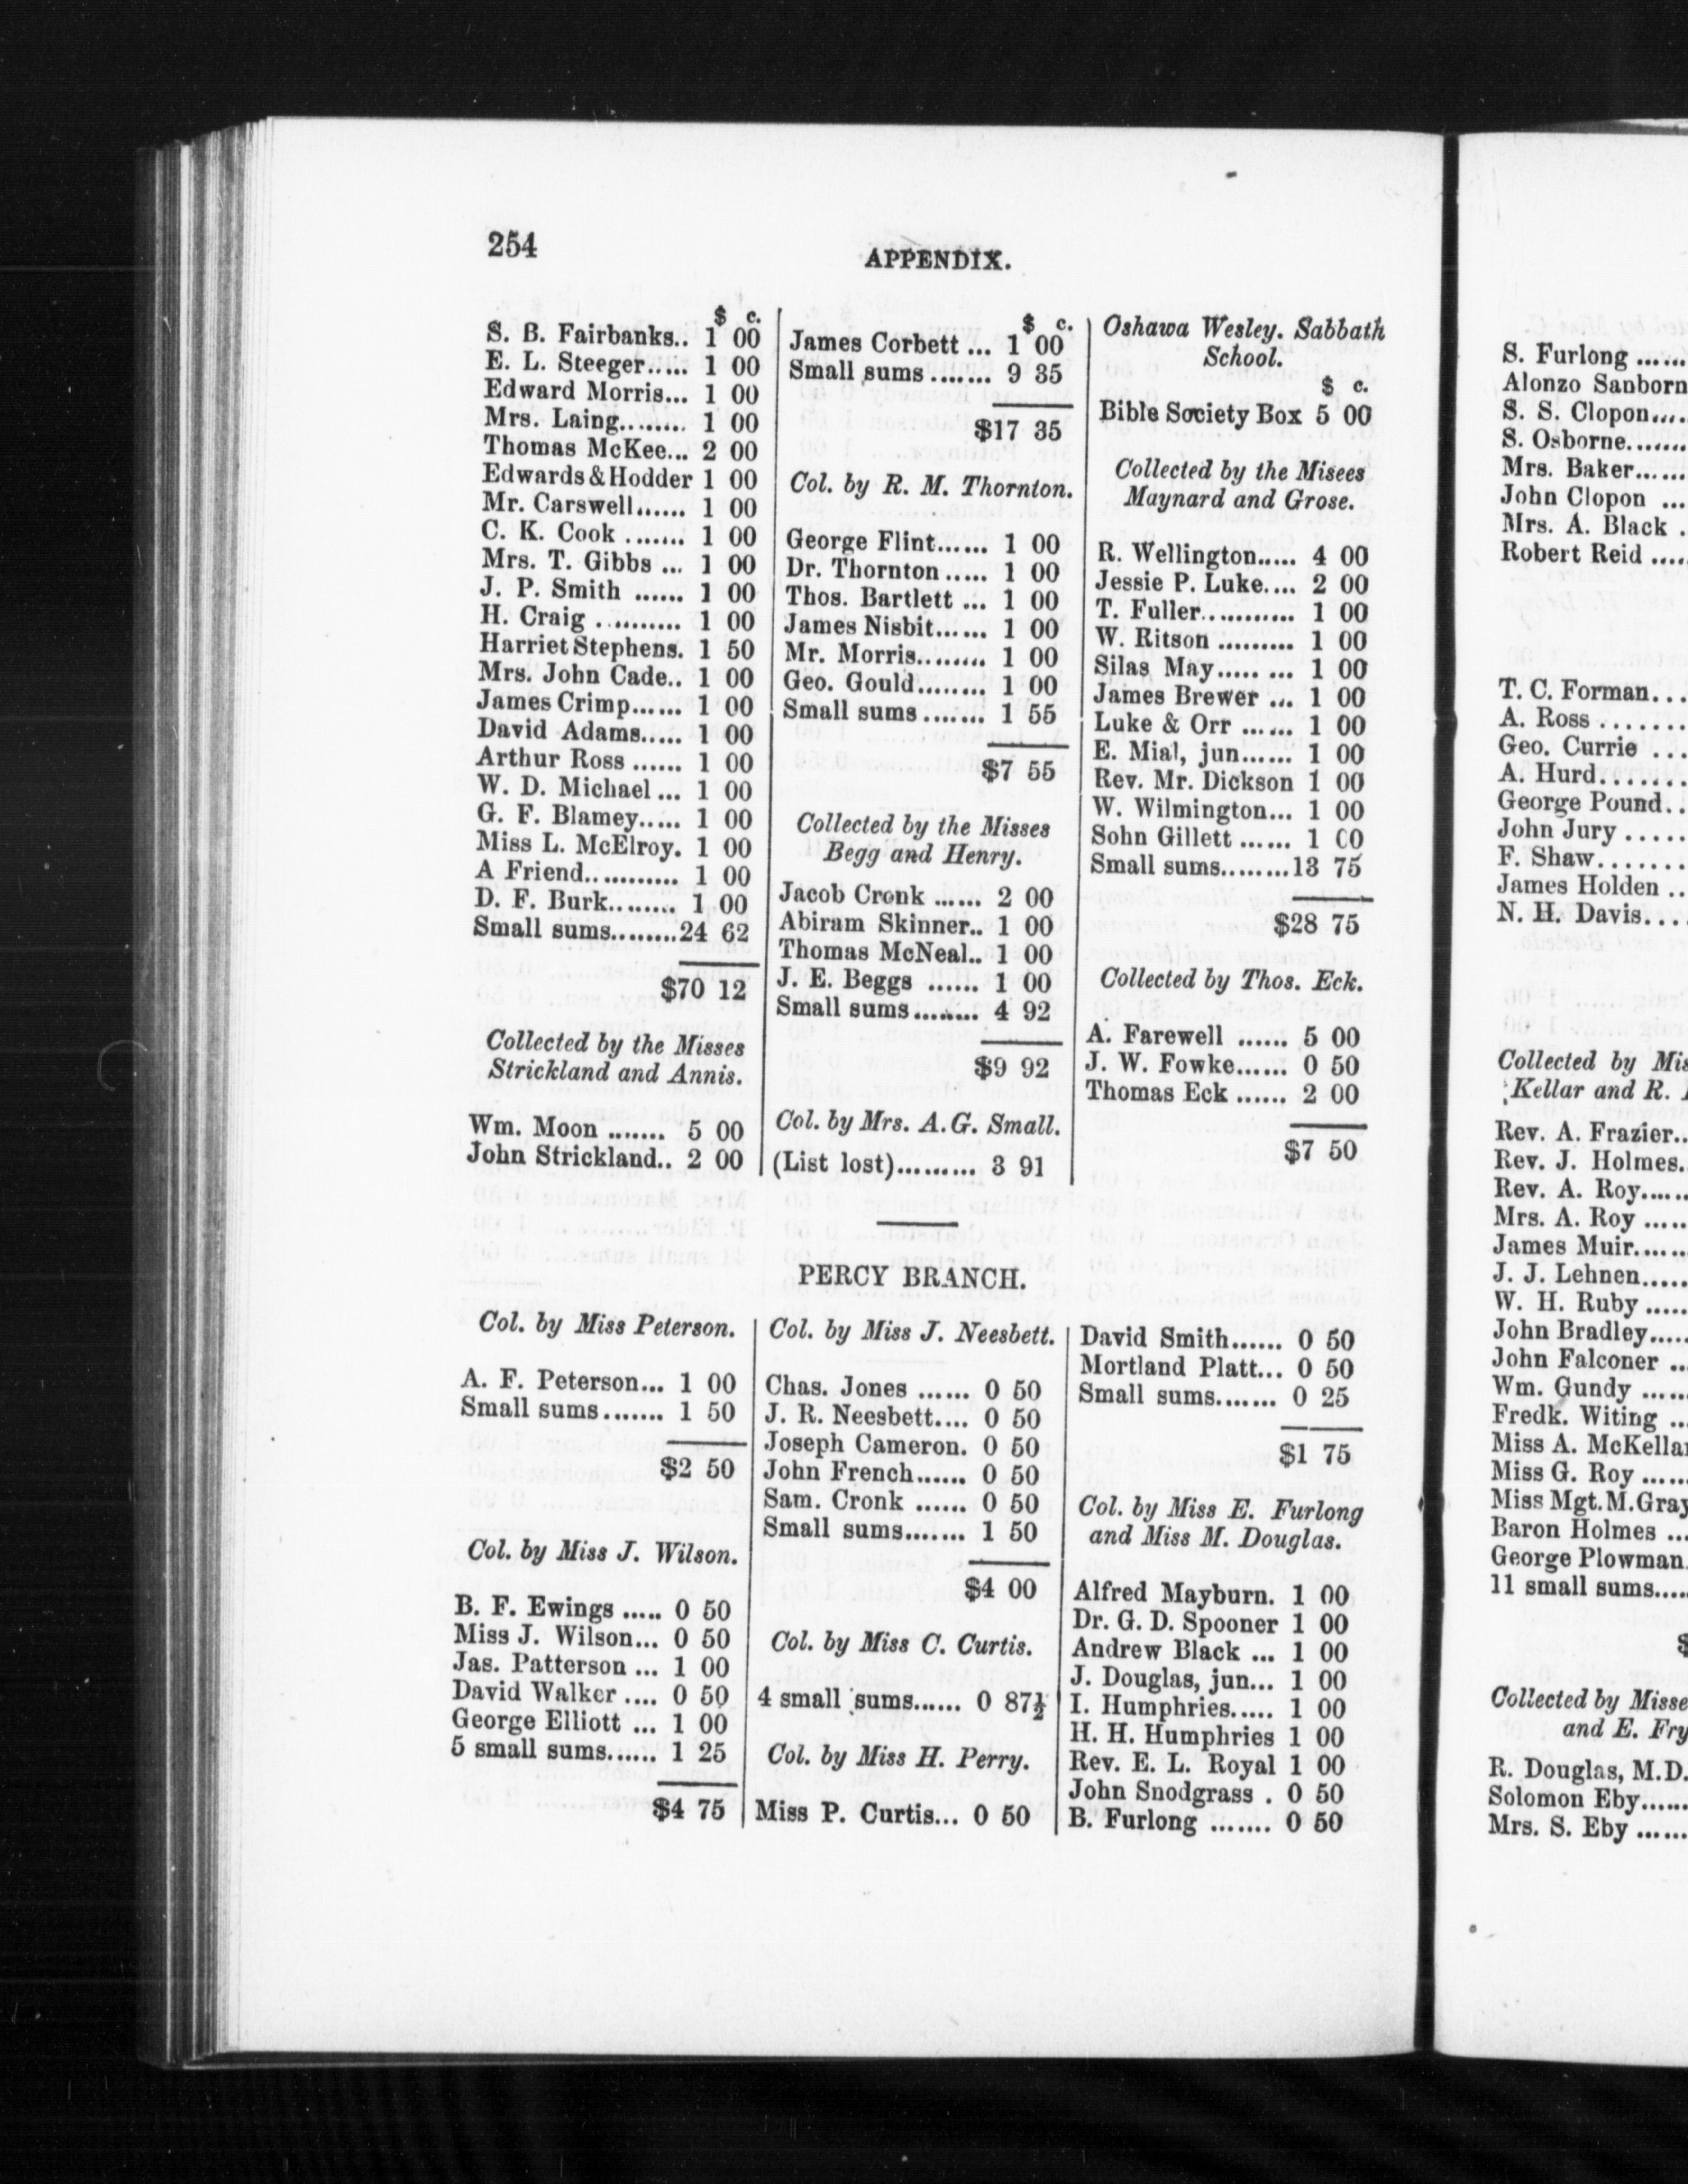 254
APPENDIX.
$ c.
S. B. Fairbanks.. 1 00
E. L. Steeger..... 1 00
Edward Morris... 1 00
Mrs. Laing........ 1 00
Thomas McKee... 2 00
Edwards & Hodder 1 00
Mr. Carswell...... 1 00
C. K. Cook ....... 1 00
Mrs. T. Gibbs ... 1 00
J. P. Smith ...... 1 00
H. Craig .......... 1 00
Harriet Stephens. 1 50
Mrs. John Cade.. 1 00
James Crimp...... 1 00
David Adams..... 1 00
Arthur Ross ...... 1 00
W. D. Michael ... 1 00
G. F. Blamey..... 1 00
Miss L. McElroy. 1 00
A Friend........... 1 00
D. F. Burk........ 1 00
Small sums........24 62
$70 12
Collected by the Misses
Strickland and Annis.
Wm. Moon ....... 5 00
John Strickland.. 2 00
$ c.
James Corbett ... 1 00
Small sums ....... 9 35
$17 35
Col. by R. M. Thornton.
George Flint...... 1 00
Dr. Thornton ..... 1 00
Thos. Bartlett ... 1 00
James Nisbit...... 1 00
Mr. Morris........ 1 00
Geo. Gould........ 1 00
Small sums ....... 1 55
$7 55
Collected by the Misses
Begg and Henry.
Jacob Cronk ...... 2 00
Abiram Skinner.. 1 00
Thomas McNeal.. 1 00
J. E. Beggs ...... 1 00
Small sums ........ 4 92
$9 92
Col. by Mrs. A. G. Small.
(List lost)......... 3 91
Oshawa Wesley. Sabbath
School.
$ c.
Bible Society Box 5 00
Collected by the Misees
Maynard and Grose.
R. Wellington..... 4 00
Jessie P. Luke.... 2 00
T. Fuller........... 1 00
W. Ritson ......... 1 00
Silas May..... ... 1 00
James Brewer ... 1 00
Luke & Orr ...... 1 00
E. Mial, jun...... 1 00
Rev. Mr. Dickson 1 00
W. Wilmington... 1 00
Sohn Gillett ...... 1 00
Small sums........13 75
$28 75
Collected by Thos. Eck.
A. Farewell ...... 5 00
J. W. Fowke...... 0 50
Thomas Eck ...... 2 00
$7 50
PERCY BRANCH.
Col. by Miss Peterson.
A. F. Peterson... 1 00
Small sums ....... 1 50
$2 50
Col. by Miss J. Wilson.
B. F. Ewings ..... 0 50
Miss J. Wilson... 0 50
Jas. Patterson ... 1 00
David Walker .... 0 50
George Elliott ... 1 00
5 small sums...... 1 25
$4 75
Col. by Miss J. Neesbett.
Chas. Jones ...... 0 50
J. R. Neesbett.... 0 50
Joseph Cameron. 0 50
John French...... 0 50
Sam. Cronk ...... 0 50
Small sums....... 1 50
$4 00
Col. by Miss C. Curtis.
4 small sums...... 0 87½
Col. by Miss H. Perry.
Miss P. Curtis... 0 50
David Smith...... 0 50
Mortland Platt... 0 50
Small sums....... 0 25
$1 75
Col. by Miss E. Furlong
and Miss M. Douglas.
Alfred Mayburn. 1 00
Dr. G. D. Spooner 1 00
Andrew Black ... 1 00
J. Douglas, jun... 1 00
I. Humphries..... 1 00
H. H. Humphries 1 00
Rev. E. L. Royal 1 00
John Snodgrass . 0 50
B. Furlong ....... 0 50
S. Furlong ......
Alonzo Sanborn
S. S. Clopon.....
S. Osborne.......
Mrs. Baker......
John Clopon ...
Mrs. A. Black .
Robert Reid ....
T. C. Forman...
A. Ross .......
Geo. Currie ...
A. Hurd.......
George Pound..
John Jury .....
F. Shaw.......
James Holden ..
N. H. Davis....
Collected by
Kellar and R.
Rev. A. Frazier..
Rev. J. Holmes.
Rev. A. Roy.....
Mrs. A. Roy .....
James Muir......
J. J. Lehnen.....
W. H. Ruby .....
John Bradley.....
John Falconer ...
Wm. Gundy .....
Fredk. Witing ...
Miss A. McKellar
Miss G. Roy ......
Miss Mgt. M. Gray
Baron Holmes ...
George Plowman.
11 small sums.....
$
Collected by
and E. Fry
R. Douglas, M.D.
Solomon Eby......
Mrs. S. Eby ......